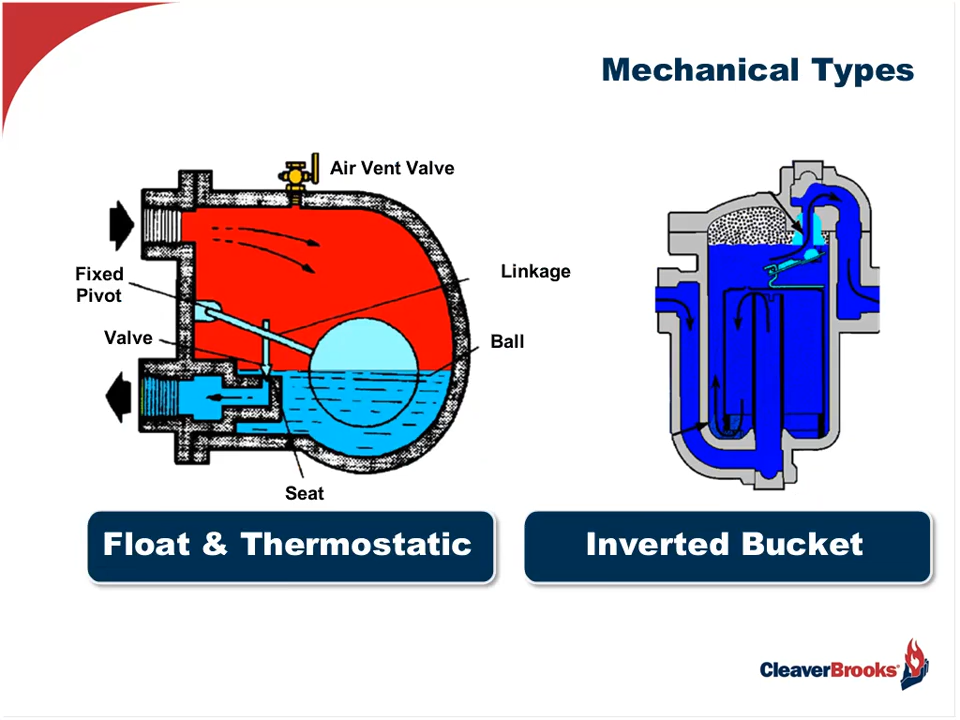 Mechanical Types
Air Vent Valve
Fixed
Pivot
Linkage
Valve
Ball
Seat
Float & Thermostatic
Inverted Bucket
CleaverBrooks®